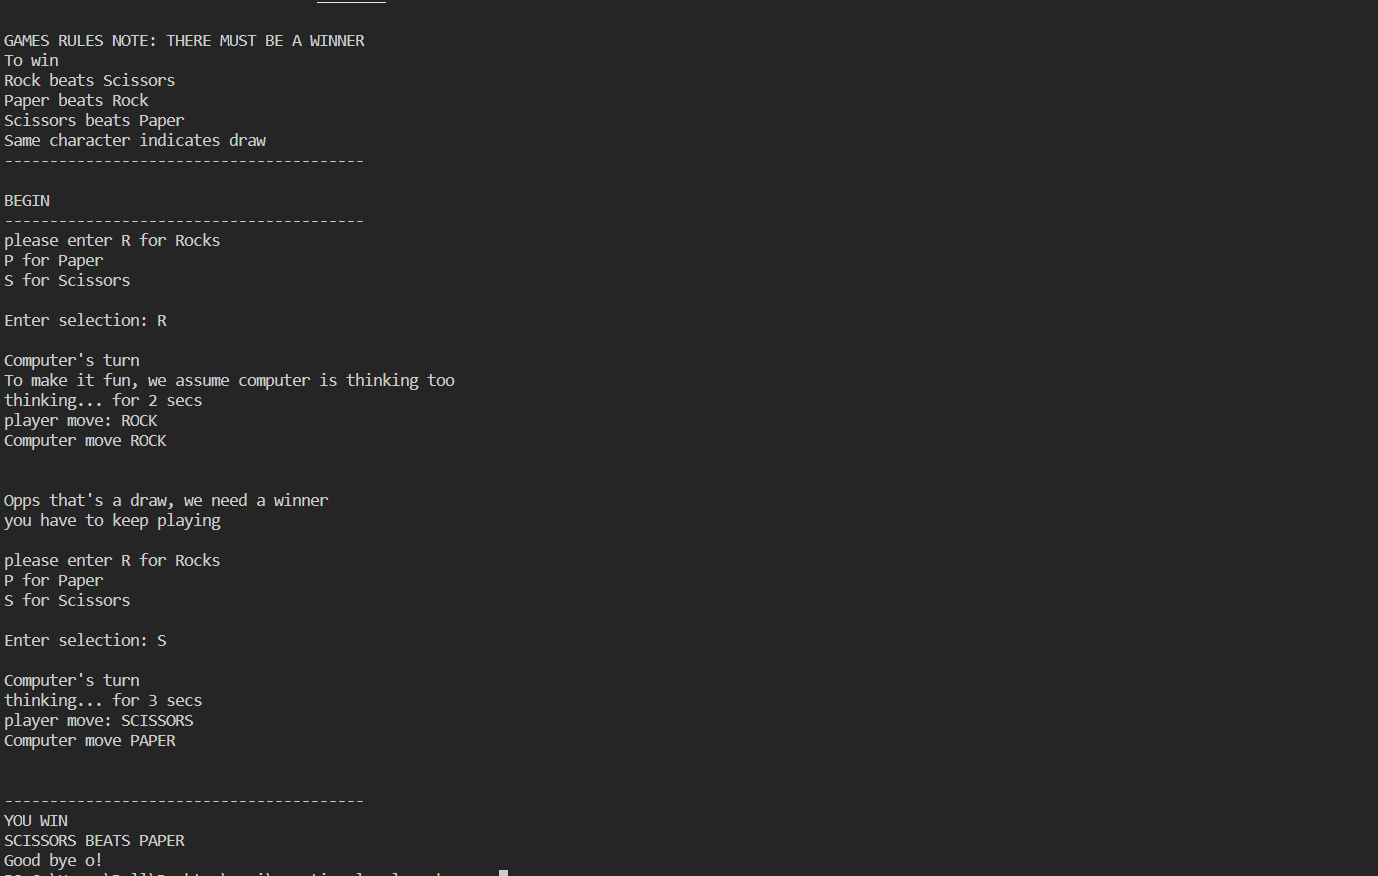 GAMES RULES NOTE: THERE MUST BE A WINNER
To win
Rock beats Scissors
Paper beats Rock
Scissors beats Paper
Same character indicates draw
----------------------------------------
BEGIN
----------------------------------------
please enter R for Rocks
P for Paper
S for Scissors
Enter selection: R
Computer's turn
To make it fun, we assume computer is thinking too
thinking... for 2 secs
player move: ROCK
Computer move ROCK
Opps that's a draw, we need a winner
you have to keep playing
please enter R for Rocks
P for Paper
S for Scissors
Enter selection: S
Computer's turn
thinking... for 3 secs
player move: SCISSORS
Computer move PAPER
----------------------------------------
YOU WIN
SCISSORS BEATS PAPER
Good bye o!